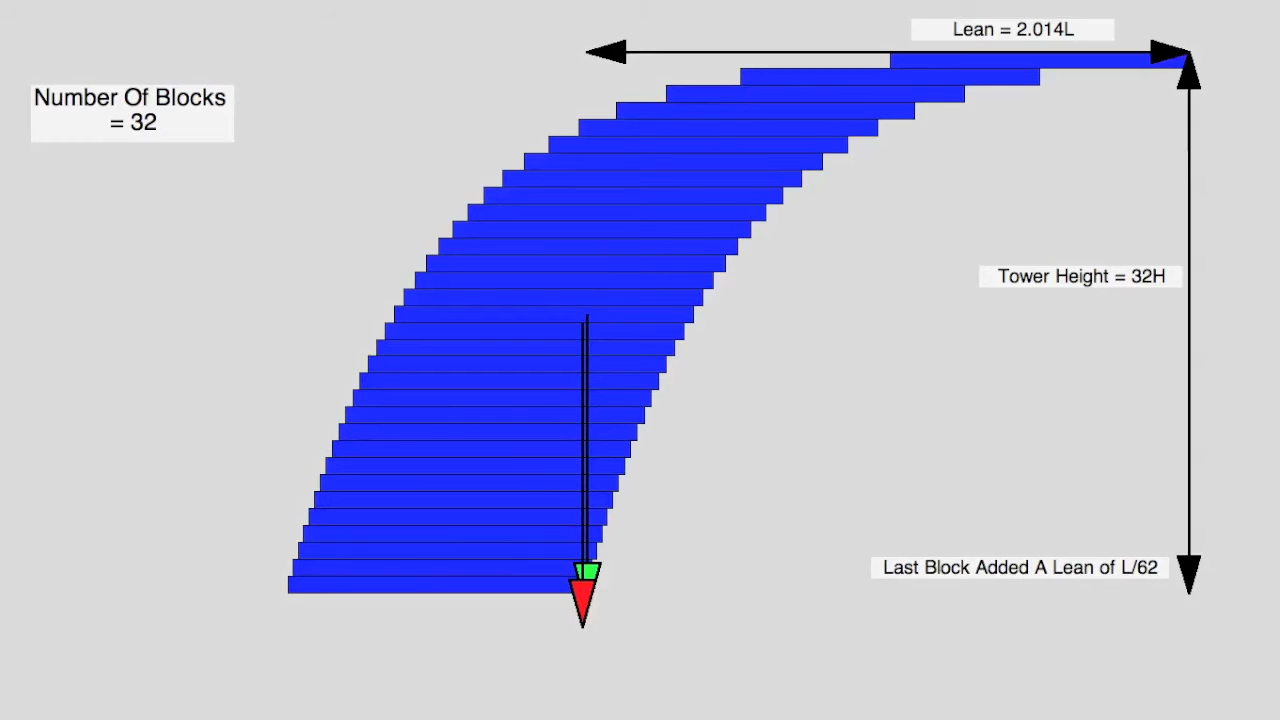 Lean = 2.014L
Number Of Blocks
= 32
Tower Height = 32H
Last Block Added A Lean of L/62